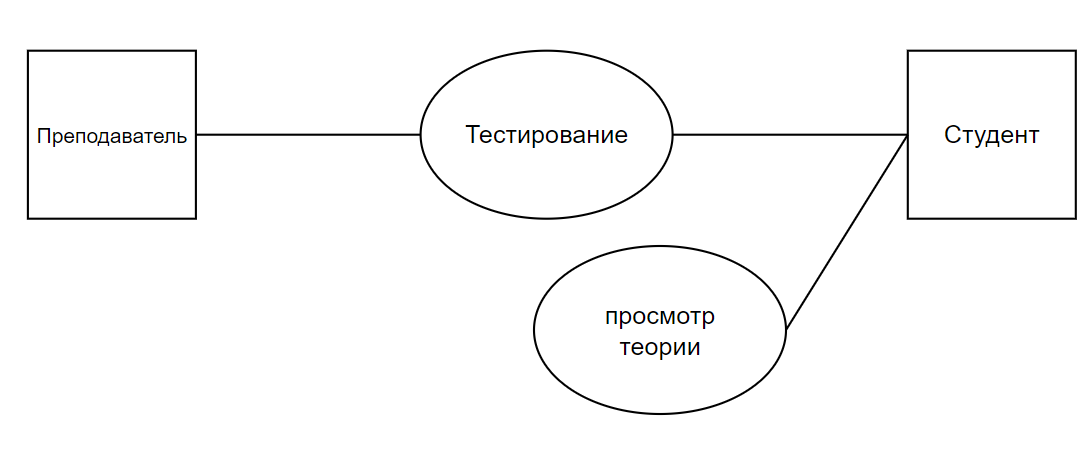 Преподаватель
Тестирование
Студент
просмотр
теории